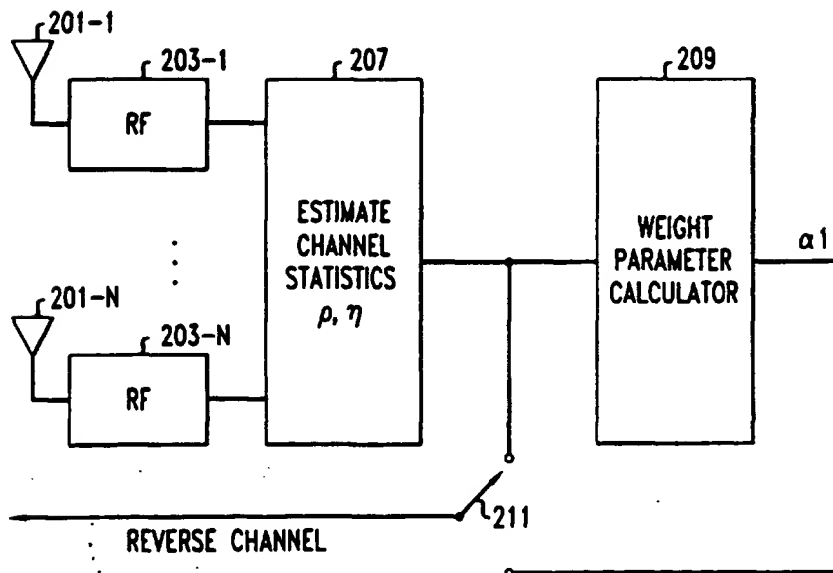 201-1
203-1
RF
207
ESTIMATE
CHANNEL
STATISTICS
ρ, η
209
WEIGHT
PARAMETER
CALCULATOR
α1
201-N
203-N
RF
211
REVERSE CHANNEL